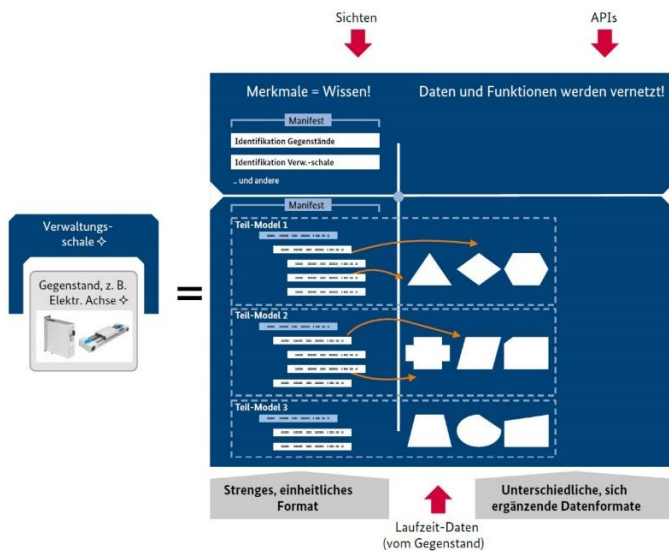 Sichten
APIs
Merkmale = Wissen!
Daten und Funktionen werden vernetzt!
Manifest
Identifikation Gegenstände
Identifikation Verw.-schale
.. und andere
Manifest
Verwaltungs-
schale
Gegenstand, z. B.
Elektr. Achse
=
Teil-Model 1
Teil-Model 2
Teil-Model 3
Strenges, einheitliches
Format
Laufzeit-Daten
(vom Gegenstand)
Unterschiedliche, sich
ergänzende Datenformate